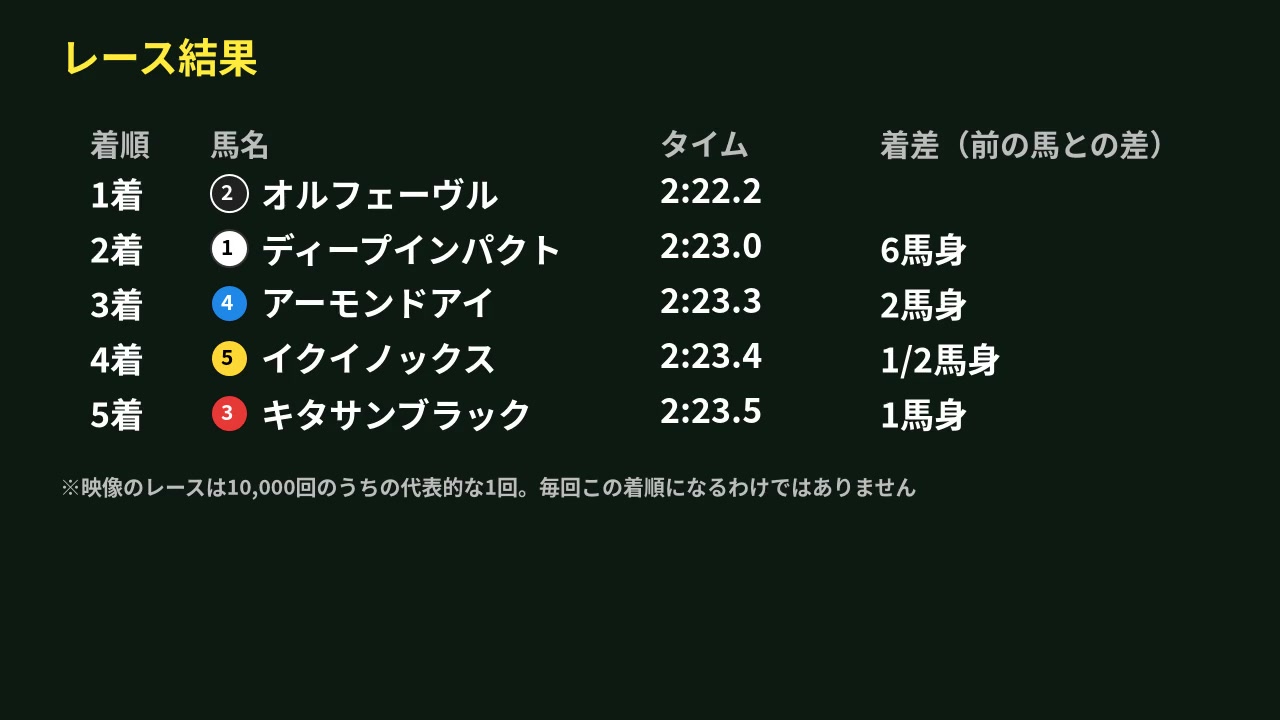 レース結果
着順 馬名 タイム 着差（前の馬との差）
1着 2 オルフェーヴル 2:22.2
2着 1 ディープインパクト 2:23.0 6馬身
3着 4 アーモンドアイ 2:23.3 2馬身
4着 5 イクイノックス 2:23.4 1/2馬身
5着 3 キタサンブラック 2:23.5 1馬身
※映像のレースは10,000回のうちの代表的な1回。毎回この着順になるわけではありません